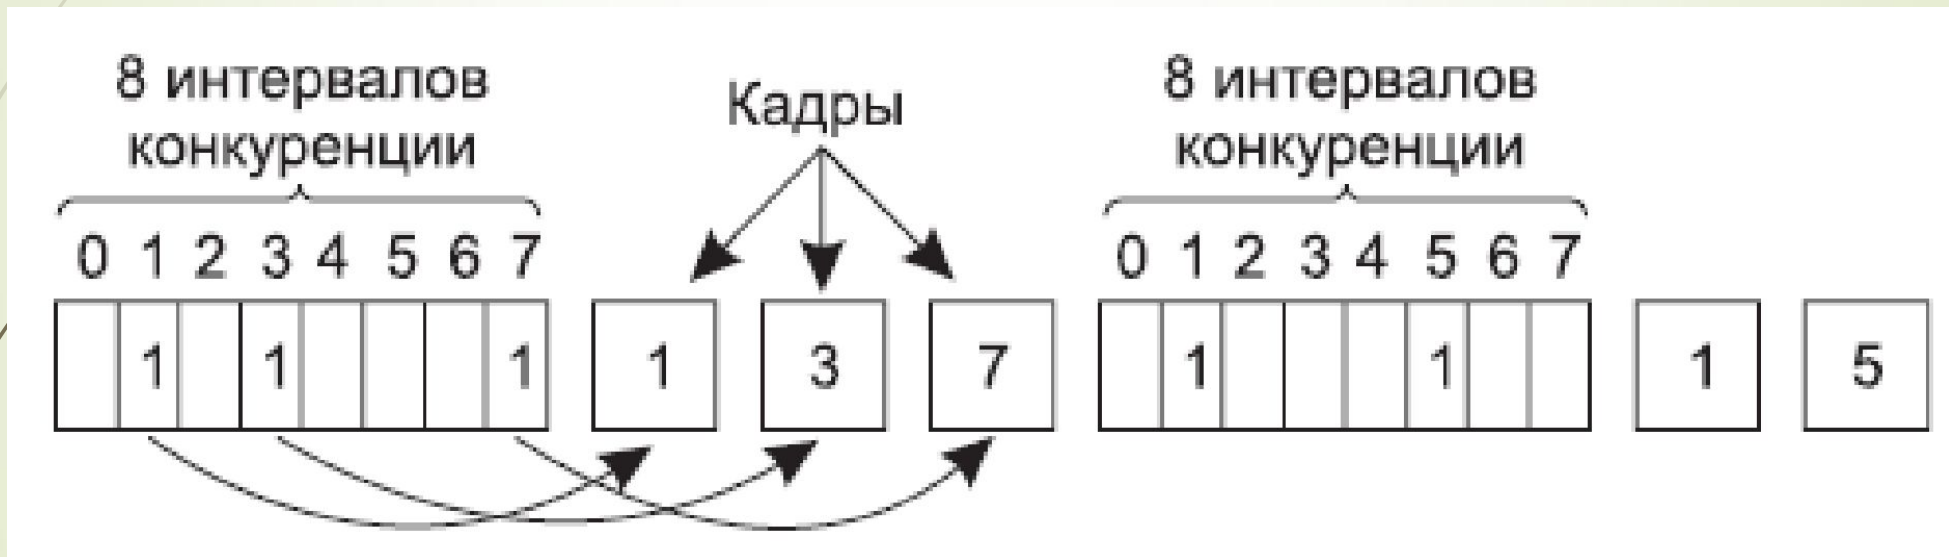 8 интервалов
конкуренции
Кадры
8 интервалов
конкуренции
0 1 2 3 4 5 6 7
0 1 2 3 4 5 6 7
1 1 1
1
3
7
1 1
1
5